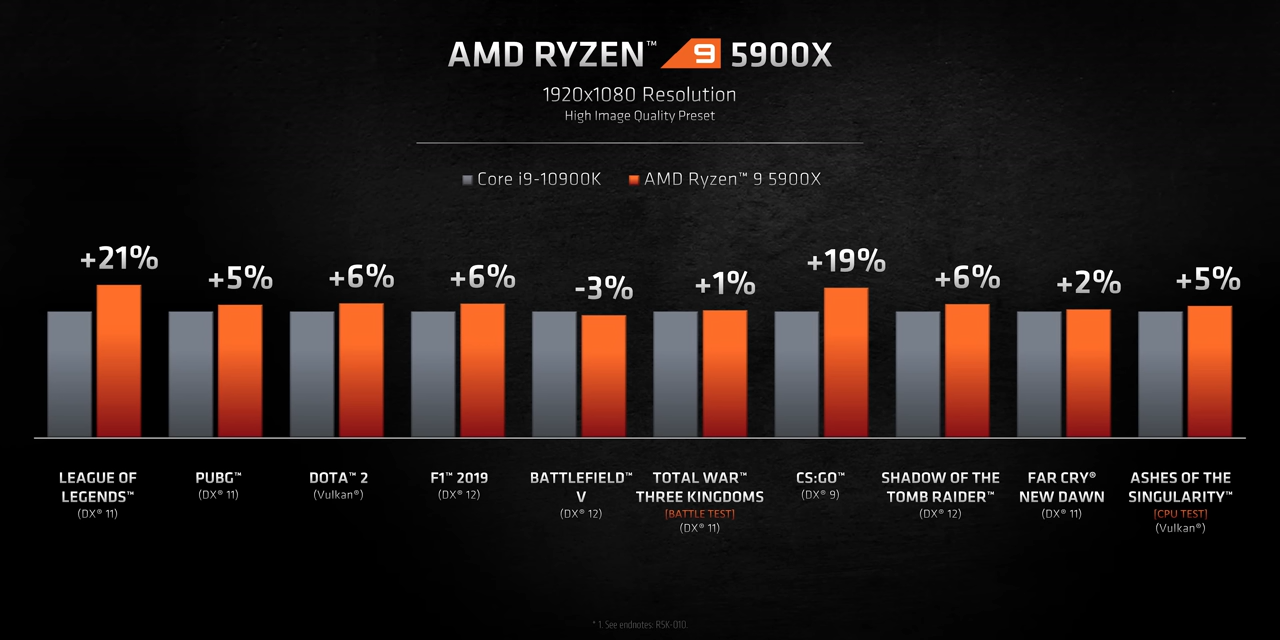 AMD RYZEN™ 9 5900X
1920x1080 Resolution
High Image Quality Preset
Core i9-10900K
AMD Ryzen™ 9 5900X
+21%
+5%
+6%
+6%
-3%
+1%
+19%
+6%
+2%
+5%
LEAGUE OF
LEGENDS™
(DX® 11)
PUBG™
(DX® 11)
DOTA™ 2
(Vulkan®)
F1™ 2019
(DX® 12)
BATTLEFIELD™
V
(DX® 12)
TOTAL WAR™
THREE KINGDOMS
[BATTLE TEST]
(DX® 11)
CS:GO™
(DX® 9)
SHADOW OF THE
TOMB RAIDER™
(DX® 12)
FAR CRY®
NEW DAWN
(DX® 11)
ASHES OF THE
SINGULARITY™
[CPU TEST]
(Vulkan®)
* 1. See endnotes: R5K-010.